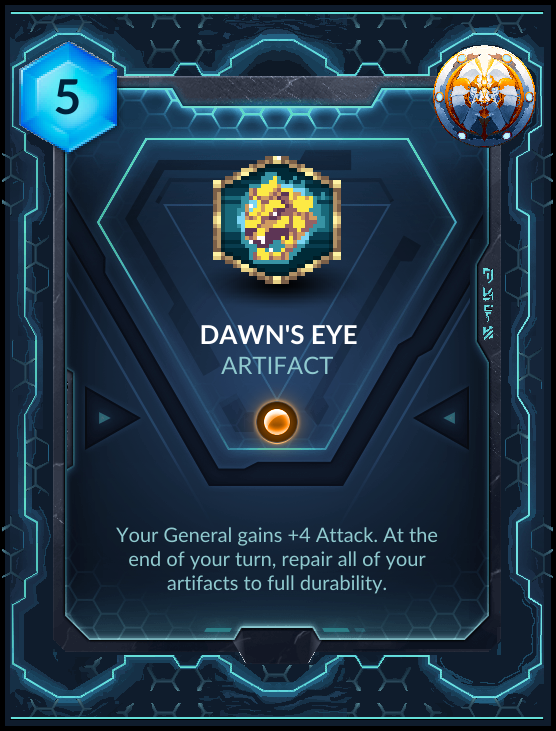 5
DAWN'S EYE
ARTIFACT
Your General gains +4 Attack. At the
end of your turn, repair all of your
artifacts to full durability.